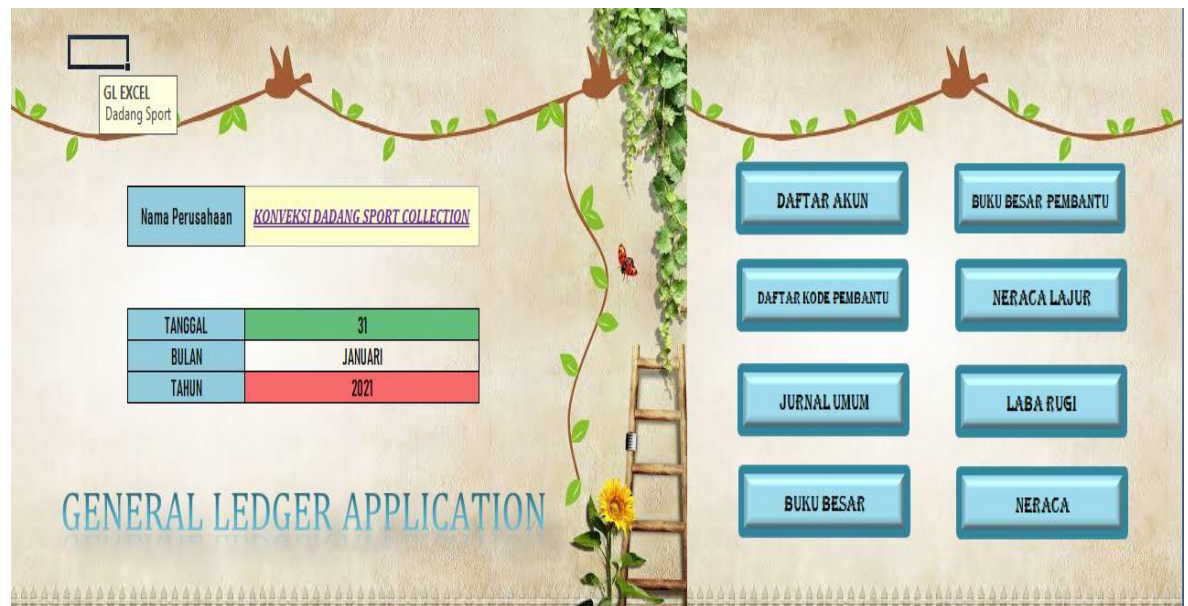 GL EXCEL
Dadang Sport
Nama Perusahaan KONVEKSI DADANG SPORT COLLECTION
TANGGAL 31
BULAN JANUARI
TAHUN 2021
GENERAL LEDGER APPLICATION
DAFTAR AKUN
BUKU BESAR PEMBANTU
DAFTAR KODE PEMBANTU
NERACA LAJUR
JURNAL UMUM
LABA RUGI
BUKU BESAR
NERACA